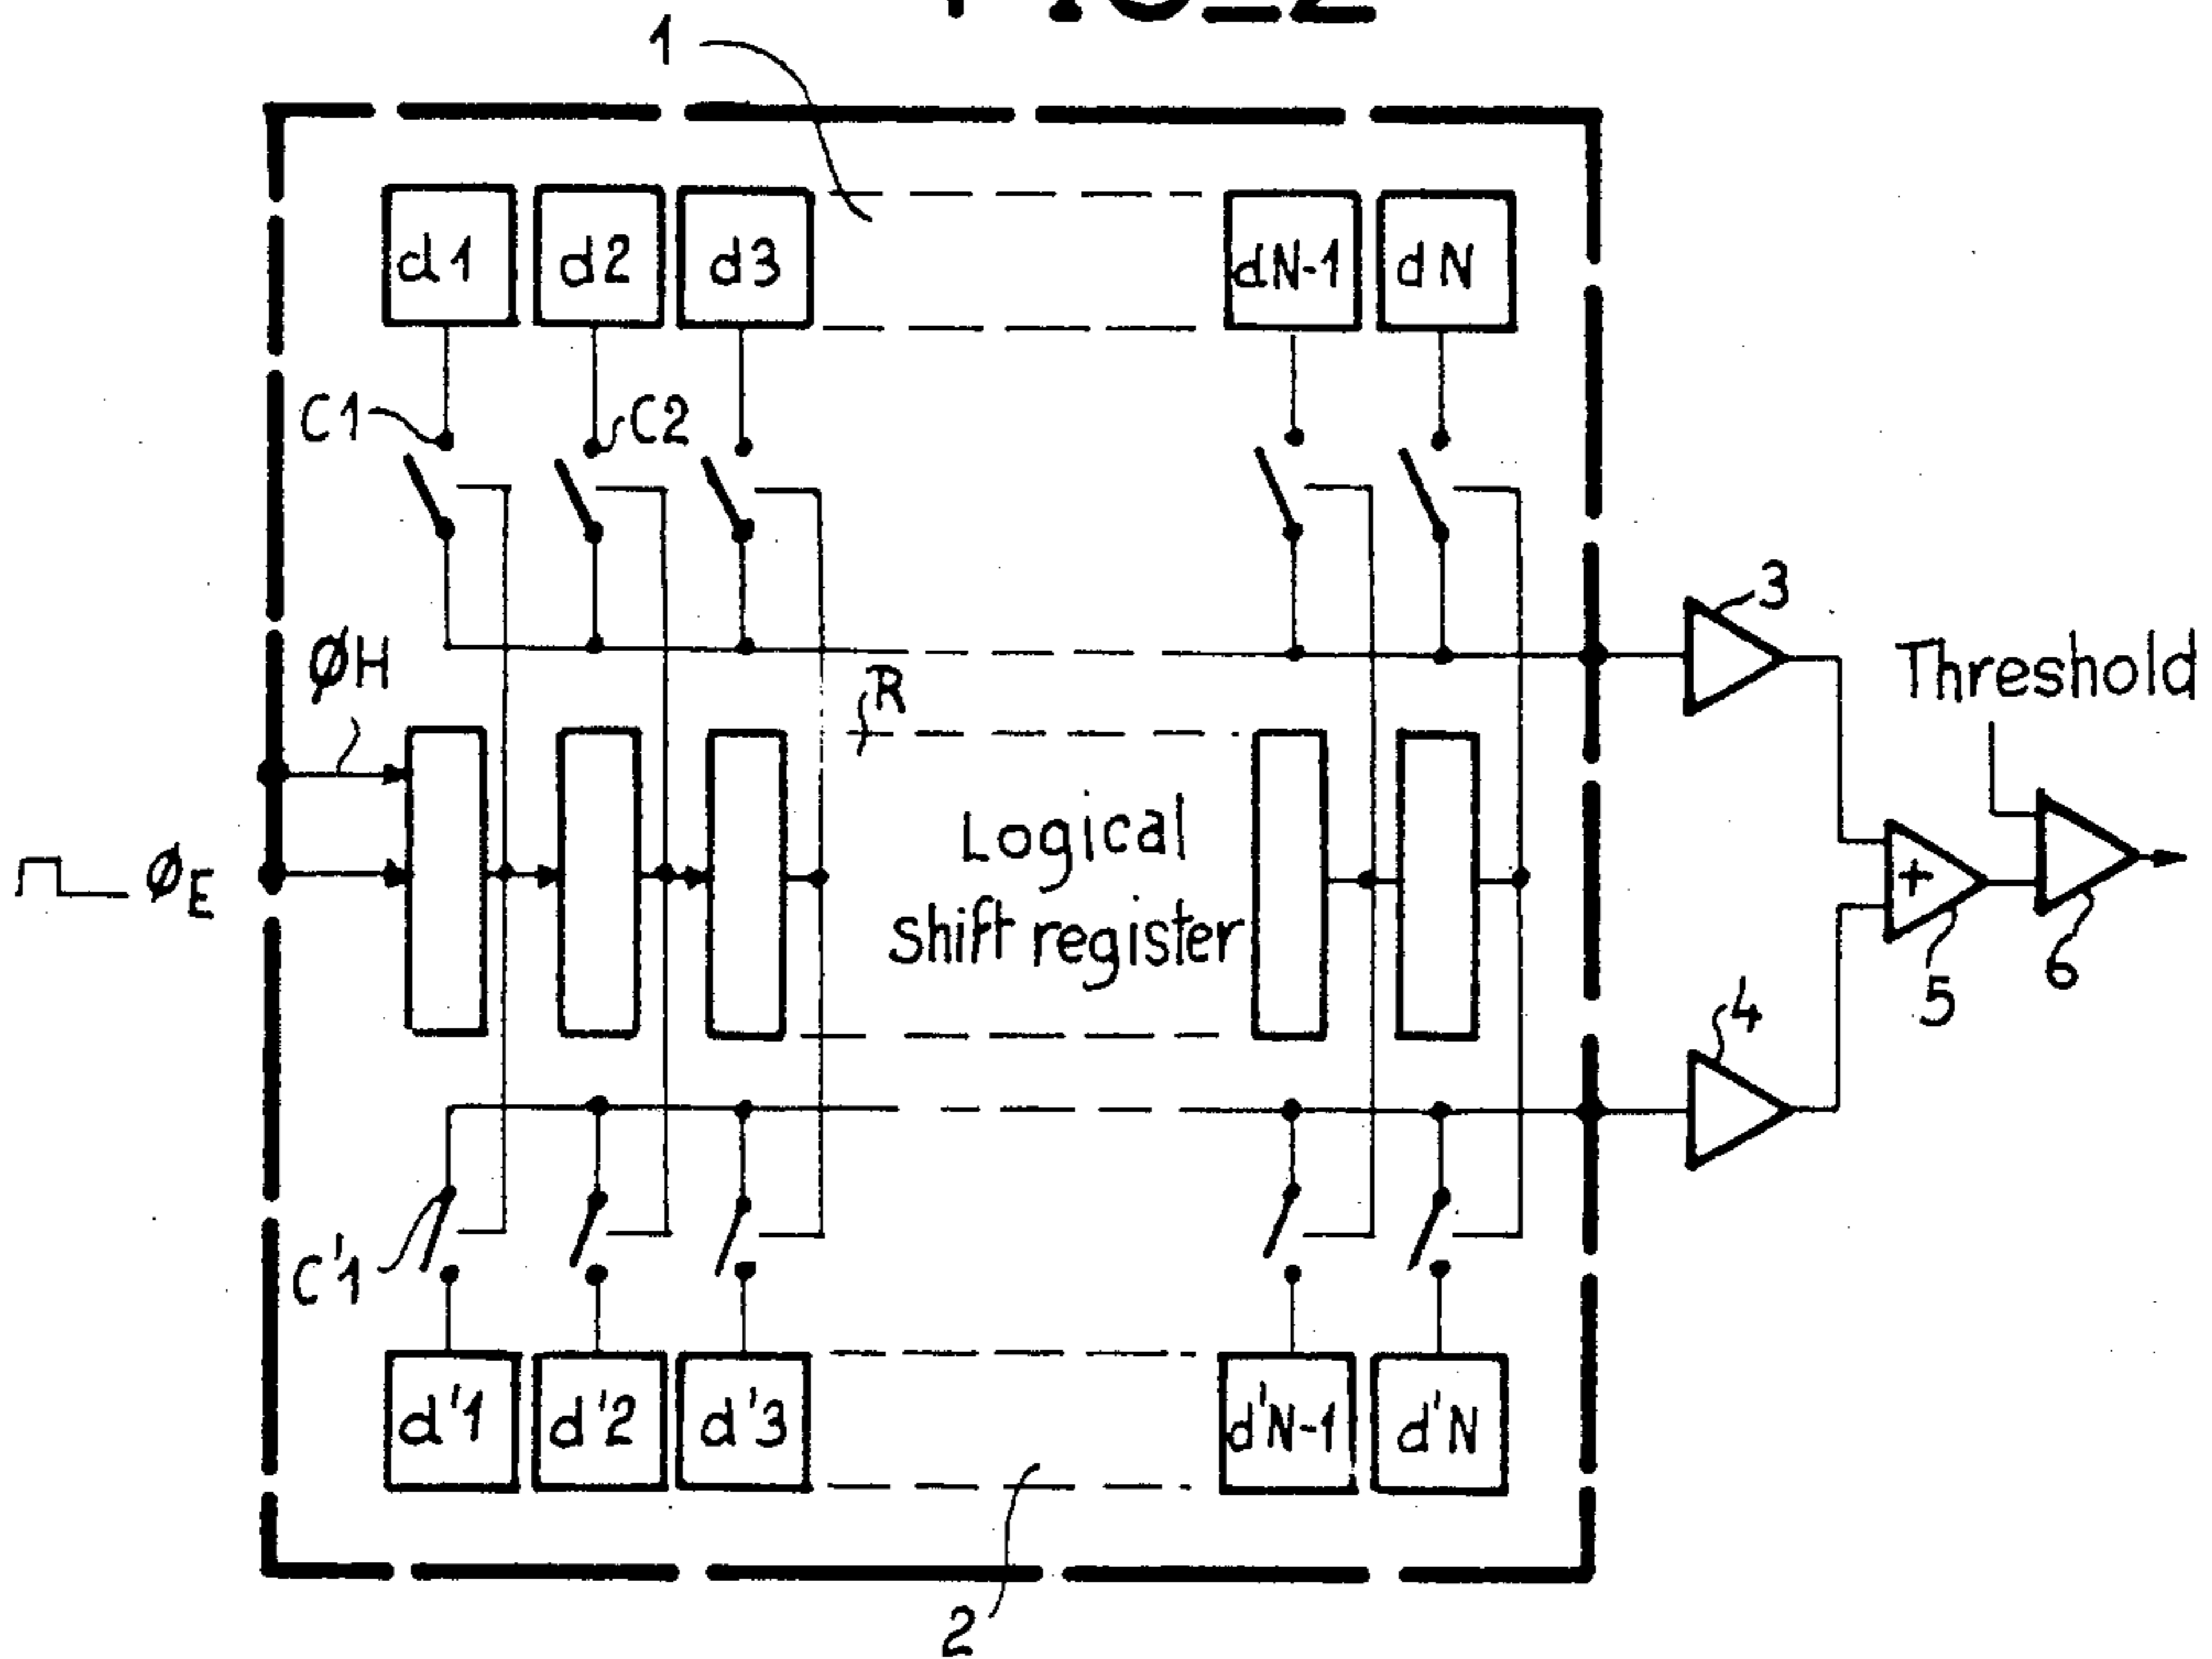 FIG_2
1
d1 d2 d3 dN-1 dN
C1 C2
3
Threshold
ØH
R
Logical
Shift register
ØE
5
6
4
C'1
d'1 d'2 d'3 d'N-1 d'N
2
+